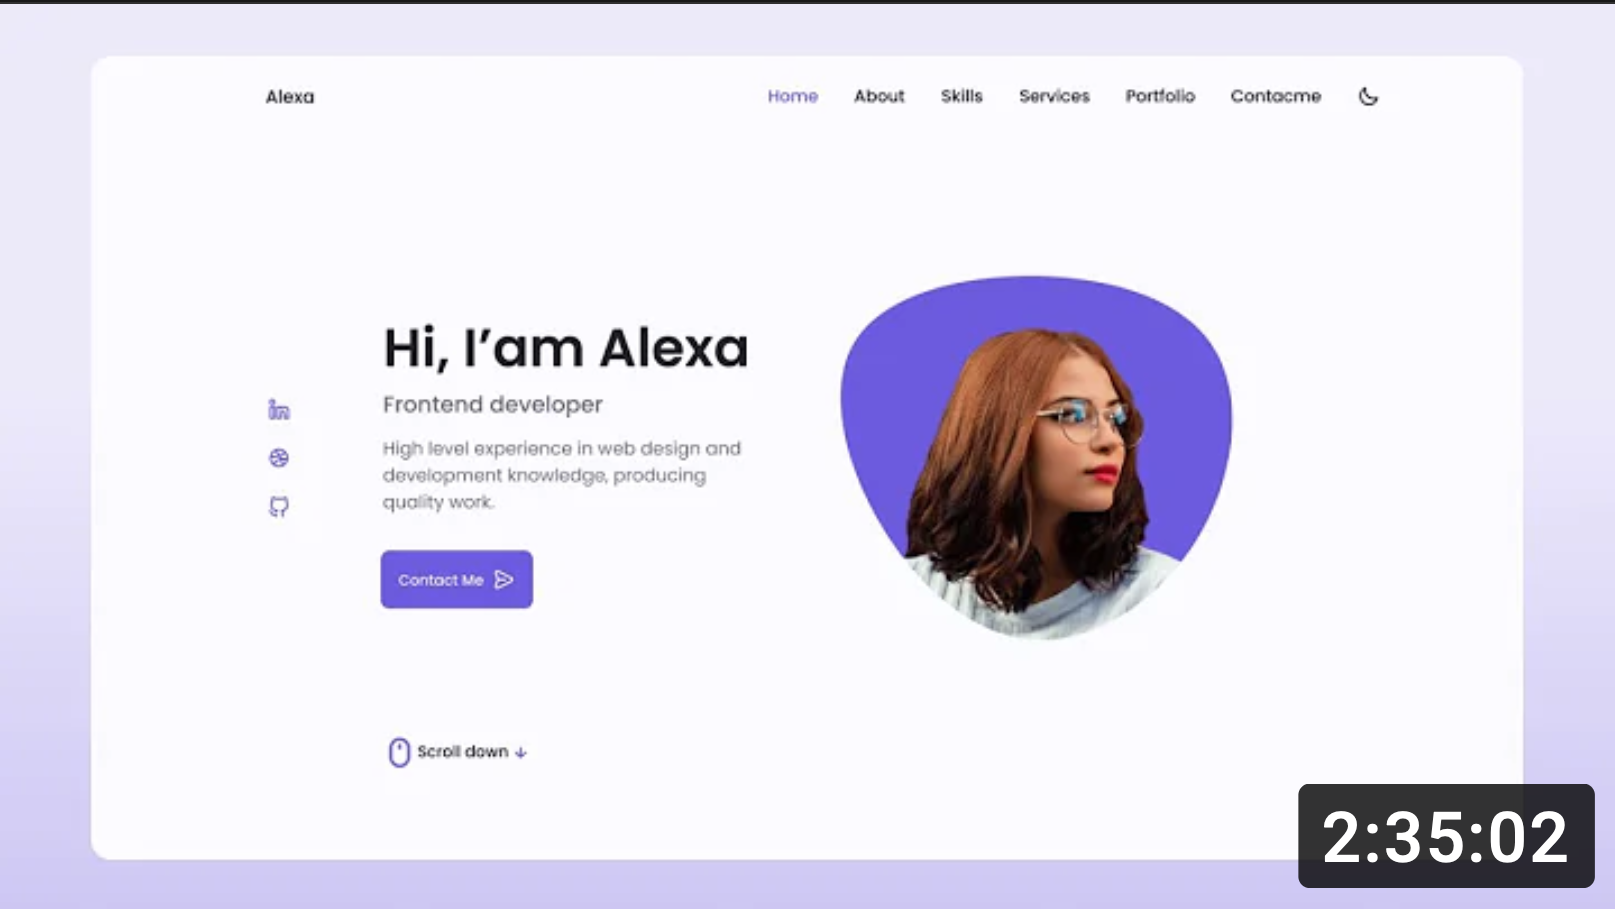 Alexa
Home About Skills Services Portfolio Contacme
Hi, I’am Alexa
Frontend developer
High level experience in web design and
development knowledge, producing
quality work.
Contact Me
Scroll down
2:35:02